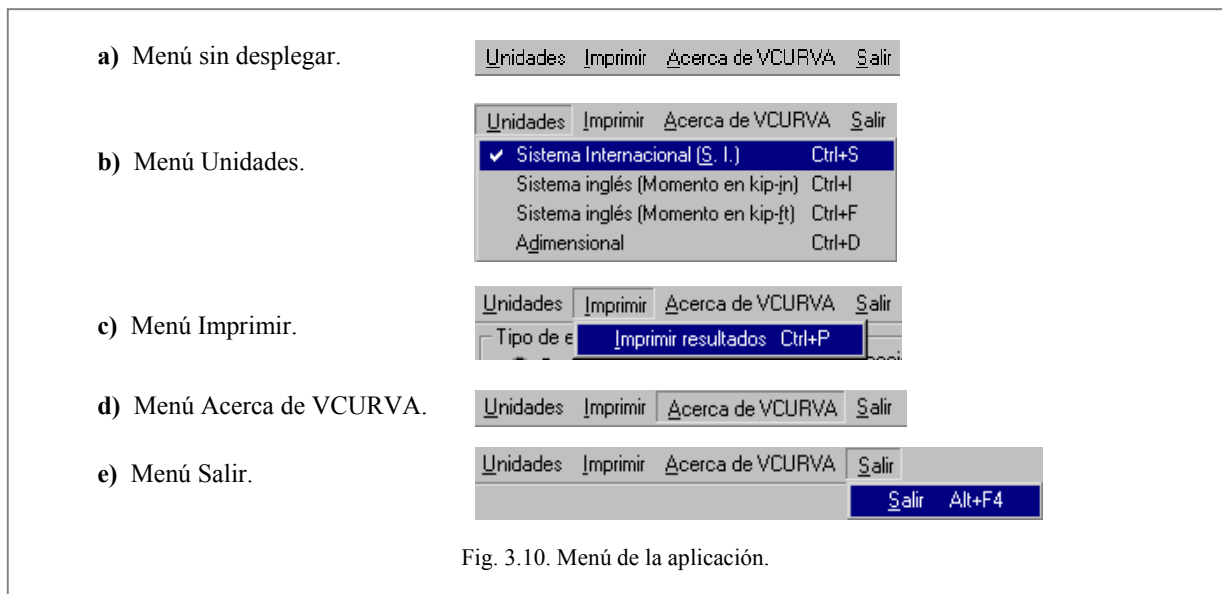 a) Menú sin desplegar.
Unidades Imprimir Acerca de VCURVA Salir
b) Menú Unidades.
Unidades Imprimir Acerca de VCURVA Salir
✓ Sistema Internacional (S. I.) Ctrl+S
Sistema inglés (Momento en kip-in) Ctrl+I
Sistema inglés (Momento en kip-ft) Ctrl+F
Adimensional Ctrl+D
c) Menú Imprimir.
Unidades Imprimir Acerca de VCURVA Salir
Tipo de e
Imprimir resultados Ctrl+P
d) Menú Acerca de VCURVA.
Unidades Imprimir Acerca de VCURVA Salir
e) Menú Salir.
Unidades Imprimir Acerca de VCURVA Salir
Salir Alt+F4
Fig. 3.10. Menú de la aplicación.